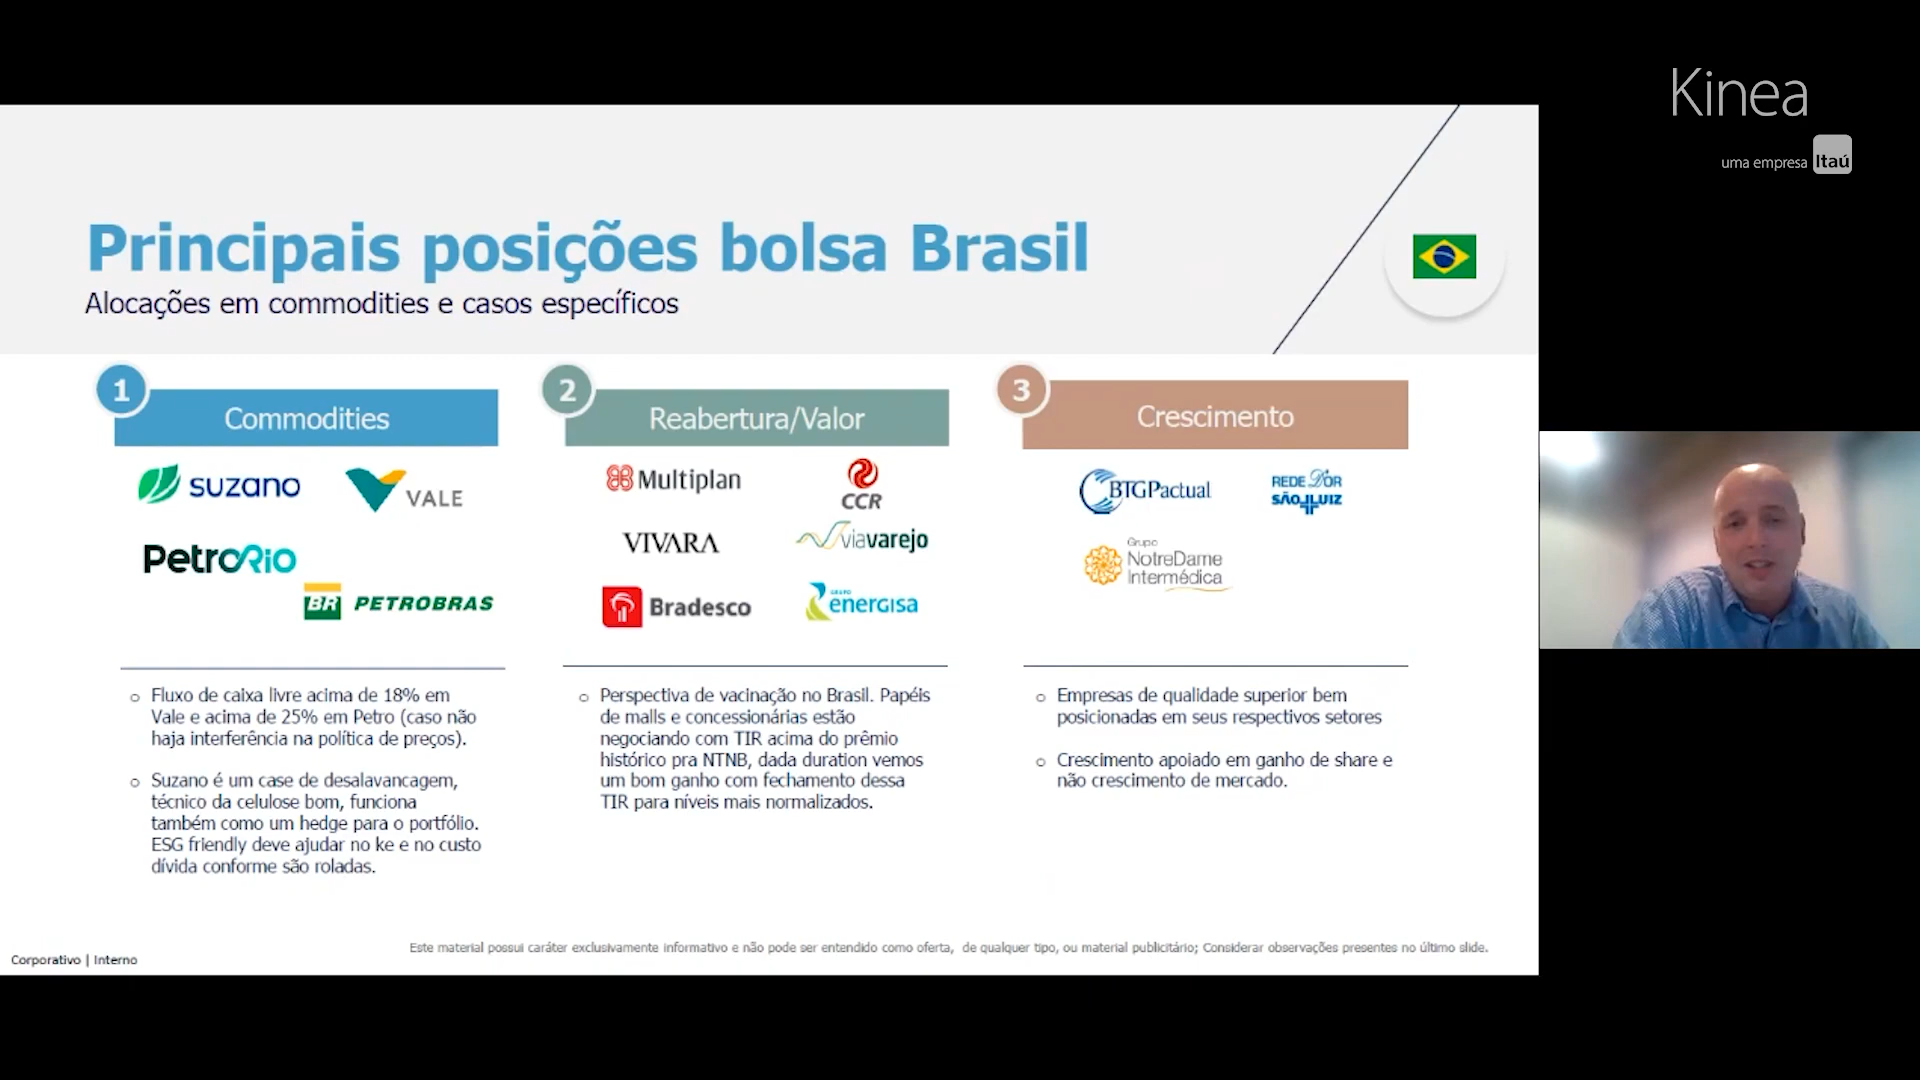 Kinea
uma empresa Itaú
Principais posições bolsa Brasil
Alocações em commodities e casos específicos
1
Commodities
suzano
VALE
PetroRio
BR PETROBRAS
Fluxo de caixa livre acima de 18% em
Vale e acima de 25% em Petro (caso não
haja interferência na política de preços).
Suzano é um case de desalavancagem,
técnico da celulose bom, funciona
também como um hedge para o portfólio.
ESG friendly deve ajudar no ke e no custo
dívida conforme são roladas.
2
Reabertura/Valor
Multiplan
CCR
VIVARA
viavarejo
Bradesco
GRUPO
energisa
Perspectiva de vacinação no Brasil. Papéis
de malls e concessionárias estão
negociando com TIR acima do prêmio
histórico pra NTNB, dada duration vemos
um bom ganho com fechamento dessa
TIR para níveis mais normalizados.
3
Crescimento
BTGPactual
REDE D'OR
SÃO LUIZ
Grupo
NotreDame
Intermédica
Empresas de qualidade superior bem
posicionadas em seus respectivos setores
Crescimento apoiado em ganho de share e
não crescimento de mercado.
Este material possui caráter exclusivamente informativo e não pode ser entendido como oferta, de qualquer tipo, ou material publicitário; Considerar observações presentes no último slide.
Corporativo | Interno